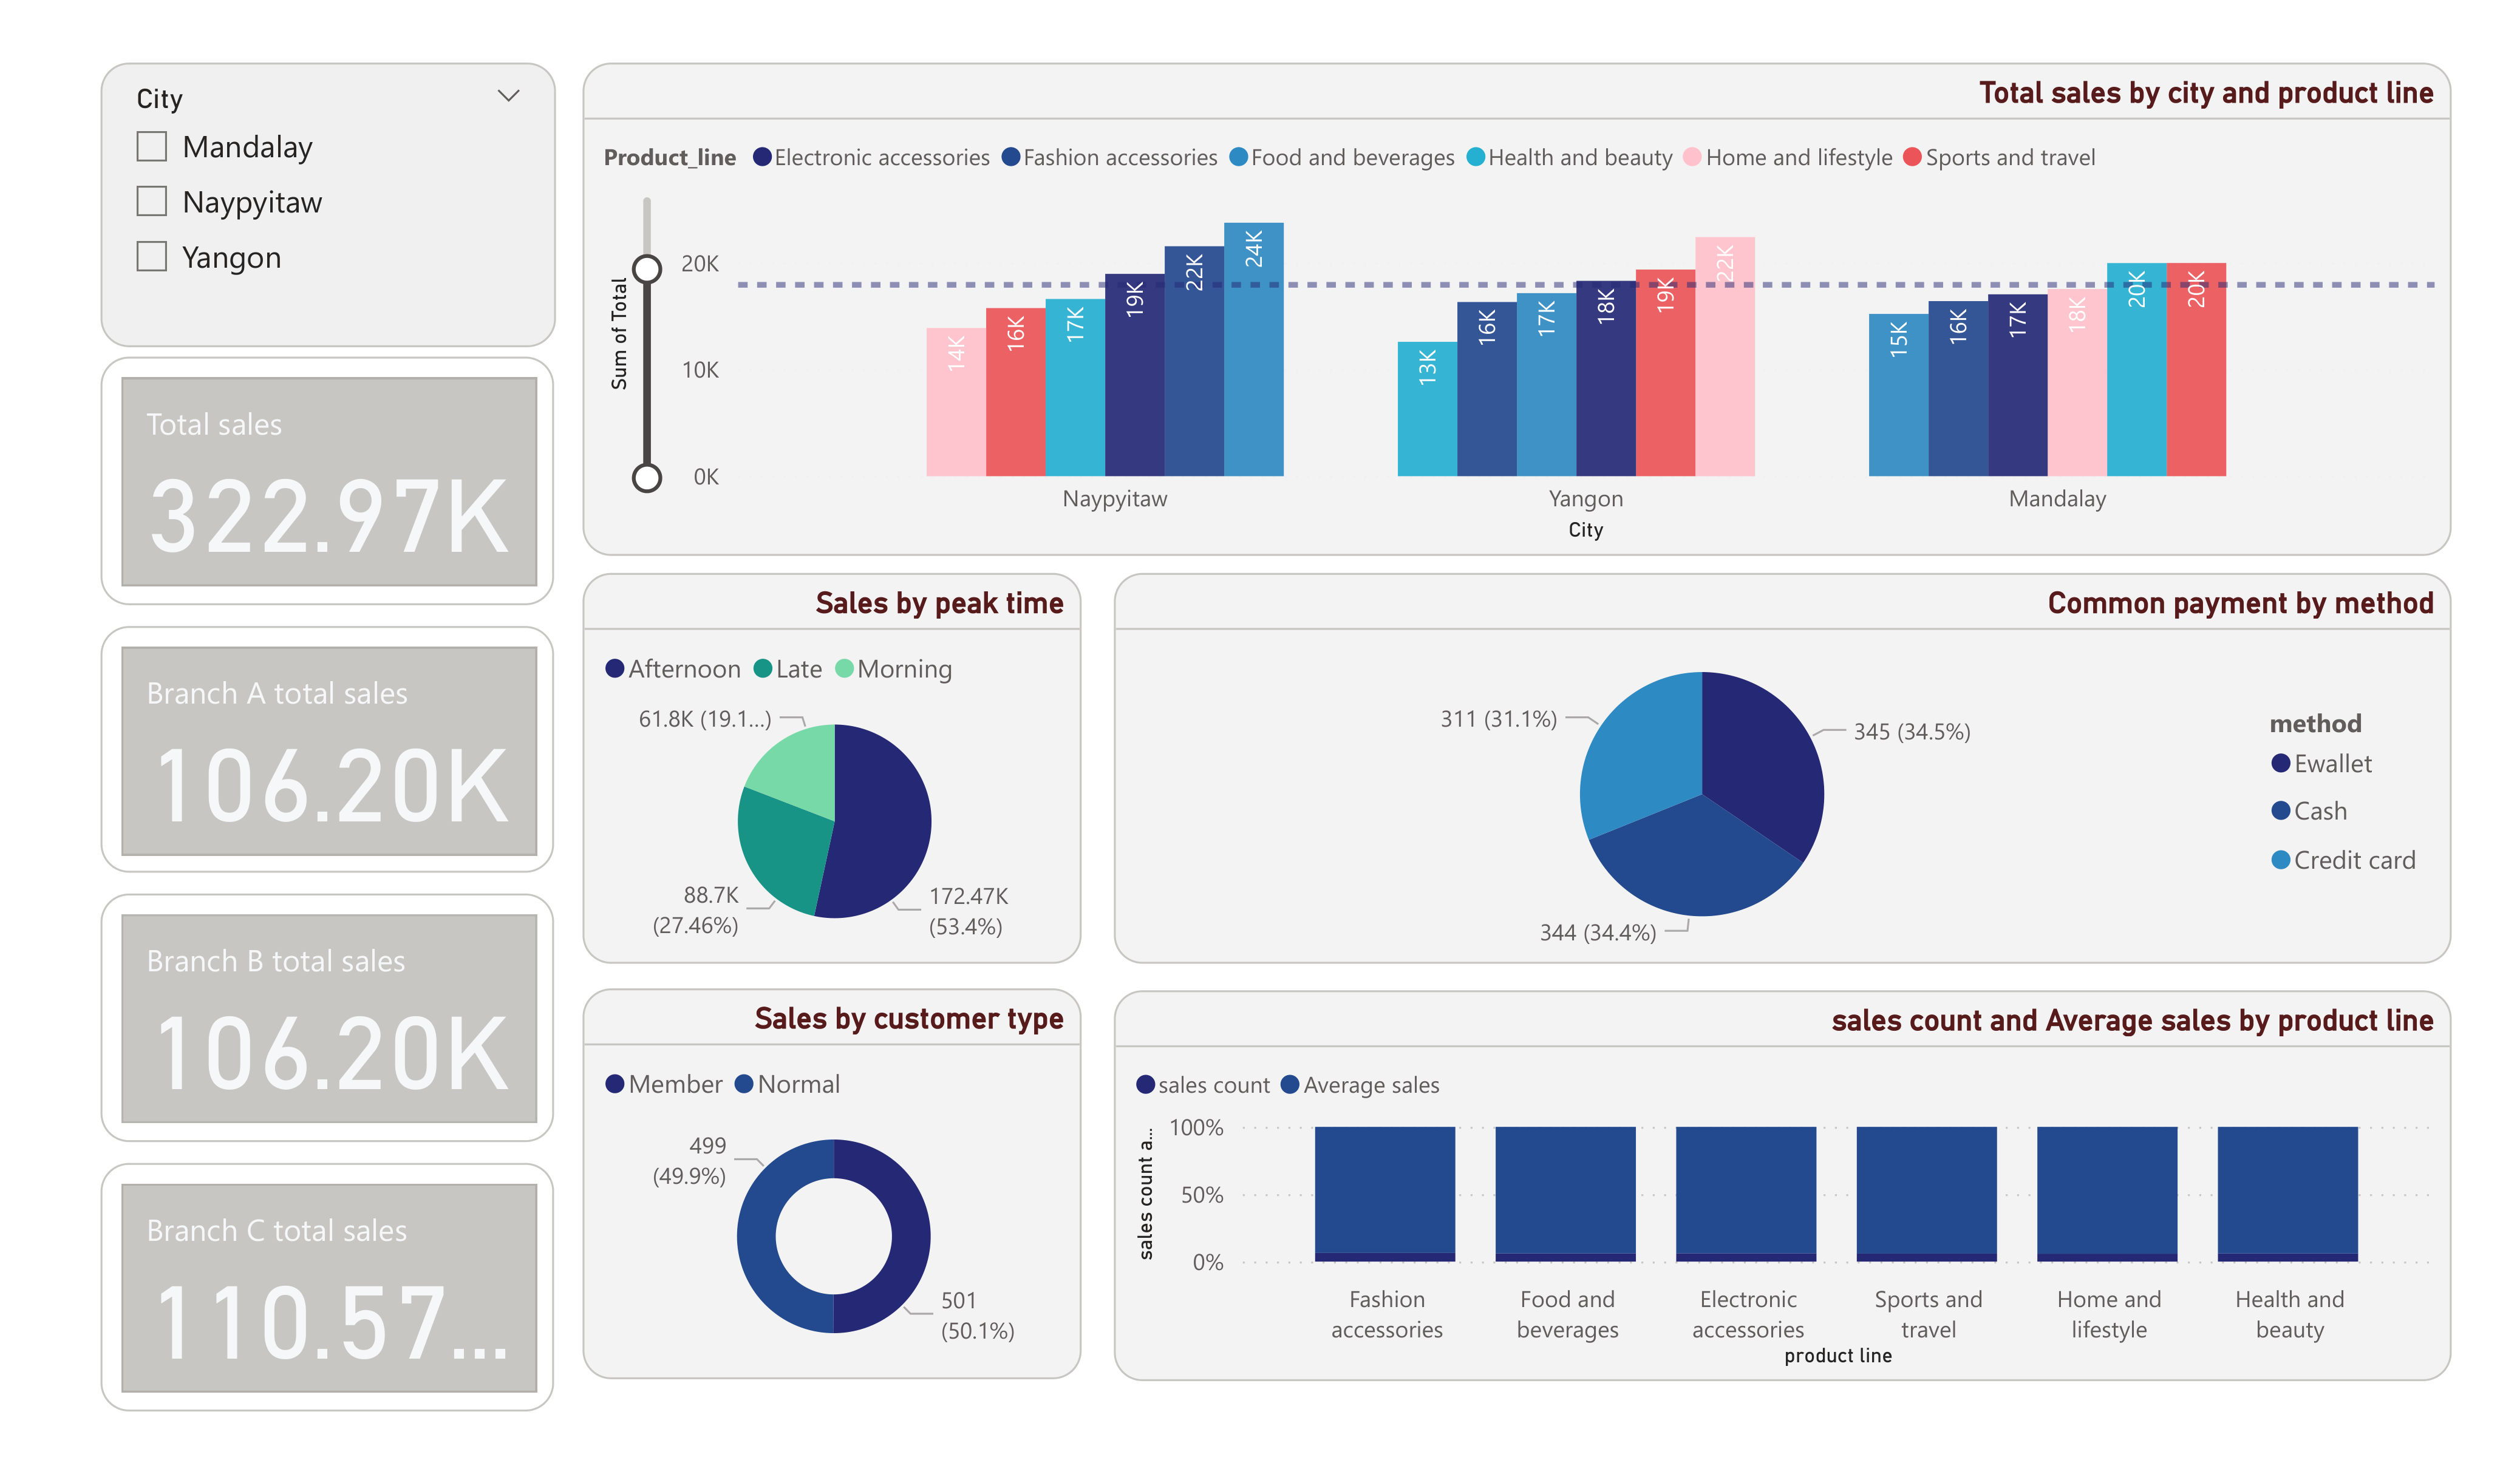 City
Mandalay
Naypyitaw
Yangon
Total sales
322.97K
Branch A total sales
106.20K
Branch B total sales
106.20K
Branch C total sales
110.57...
Total sales by city and product line
Product_line Electronic accessories Fashion accessories Food and beverages Health and beauty Home and lifestyle Sports and travel
Sum of Total
20K
10K
0K
14K 16K 17K 19K 22K 24K
13K 16K 17K 18K 19K 22K
15K 16K 17K 18K 20K 20K
Naypyitaw Yangon Mandalay
City
Sales by peak time
Afternoon Late Morning
61.8K (19.1...)
88.7K
(27.46%)
172.47K
(53.4%)
Common payment by method
311 (31.1%)
345 (34.5%)
344 (34.4%)
method
Ewallet
Cash
Credit card
Sales by customer type
Member Normal
499
(49.9%)
501
(50.1%)
sales count and Average sales by product line
sales count Average sales
sales count a...
100%
50%
0%
Fashion
accessories
Food and
beverages
Electronic
accessories
Sports and
travel
Home and
lifestyle
Health and
beauty
product line